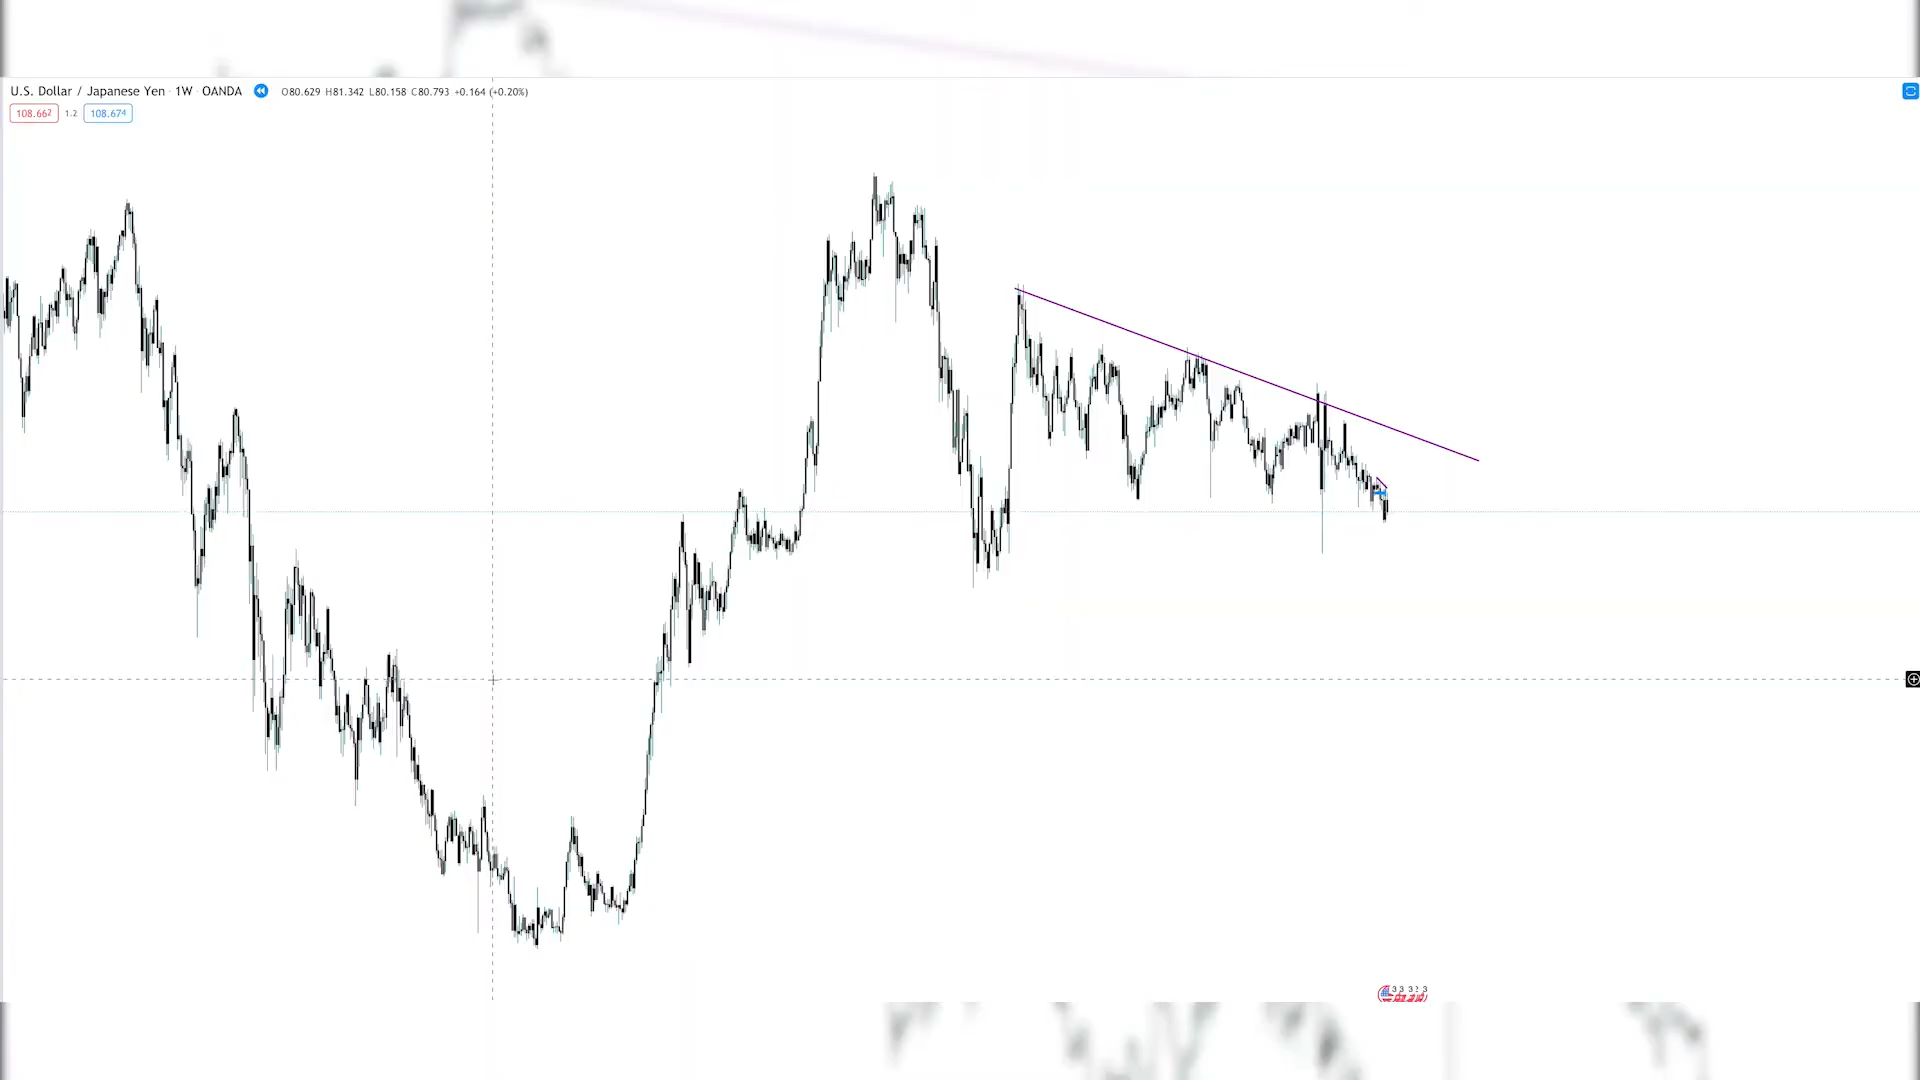 U.S. Dollar / Japanese Yen · 1W · OANDA O80.629 H81.342 L80.158 C80.793 +0.164 (+0.20%)
108.662 1.2 108.674